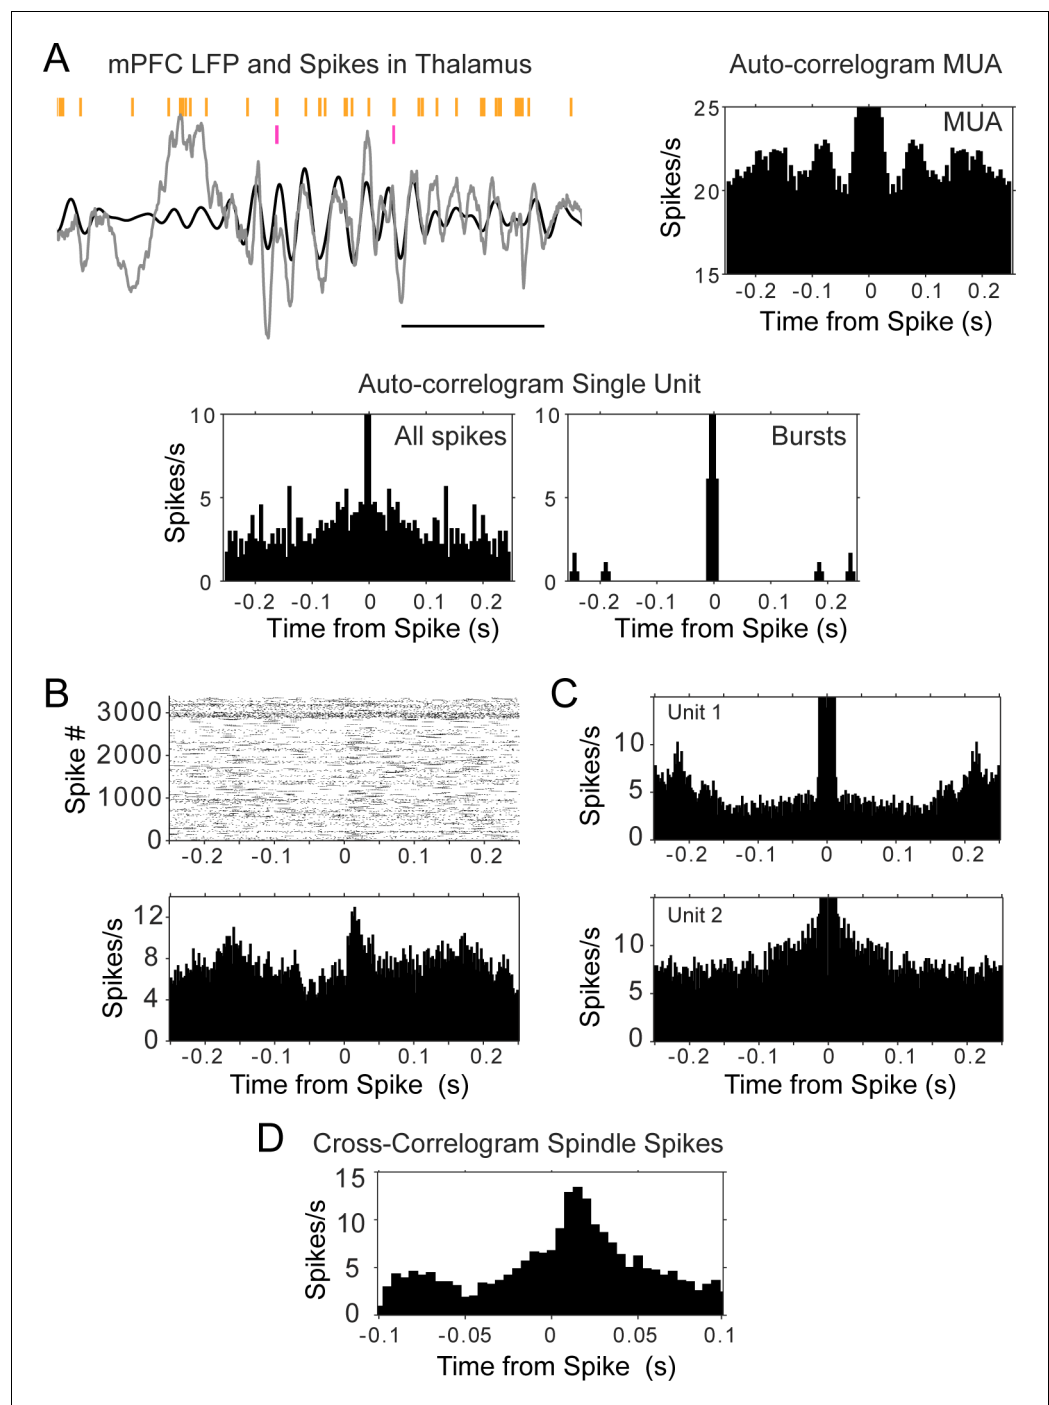 A
mPFC LFP and Spikes in Thalamus
Auto-correlogram MUA
MUA
Spikes/s
25
20
15
-0.2 -0.1 0 0.1 0.2
Time from Spike (s)
Auto-correlogram Single Unit
All spikes
Spikes/s
10
5
0
-0.2 -0.1 0 0.1 0.2
Time from Spike (s)
Bursts
10
5
0
-0.2 -0.1 0 0.1 0.2
Time from Spike (s)
B
Spike #
3000
2000
1000
0
-0.2 -0.1 0 0.1 0.2
Spikes/s
12
8
4
0
-0.2 -0.1 0 0.1 0.2
Time from Spike (s)
C
Unit 1
Spikes/s
10
5
0
-0.2 -0.1 0 0.1 0.2
Unit 2
Spikes/s
10
5
0
-0.2 -0.1 0 0.1 0.2
Time from Spike (s)
D
Cross-Correlogram Spindle Spikes
Spikes/s
15
10
5
0
-0.1 -0.05 0 0.05 0.1
Time from Spike (s)